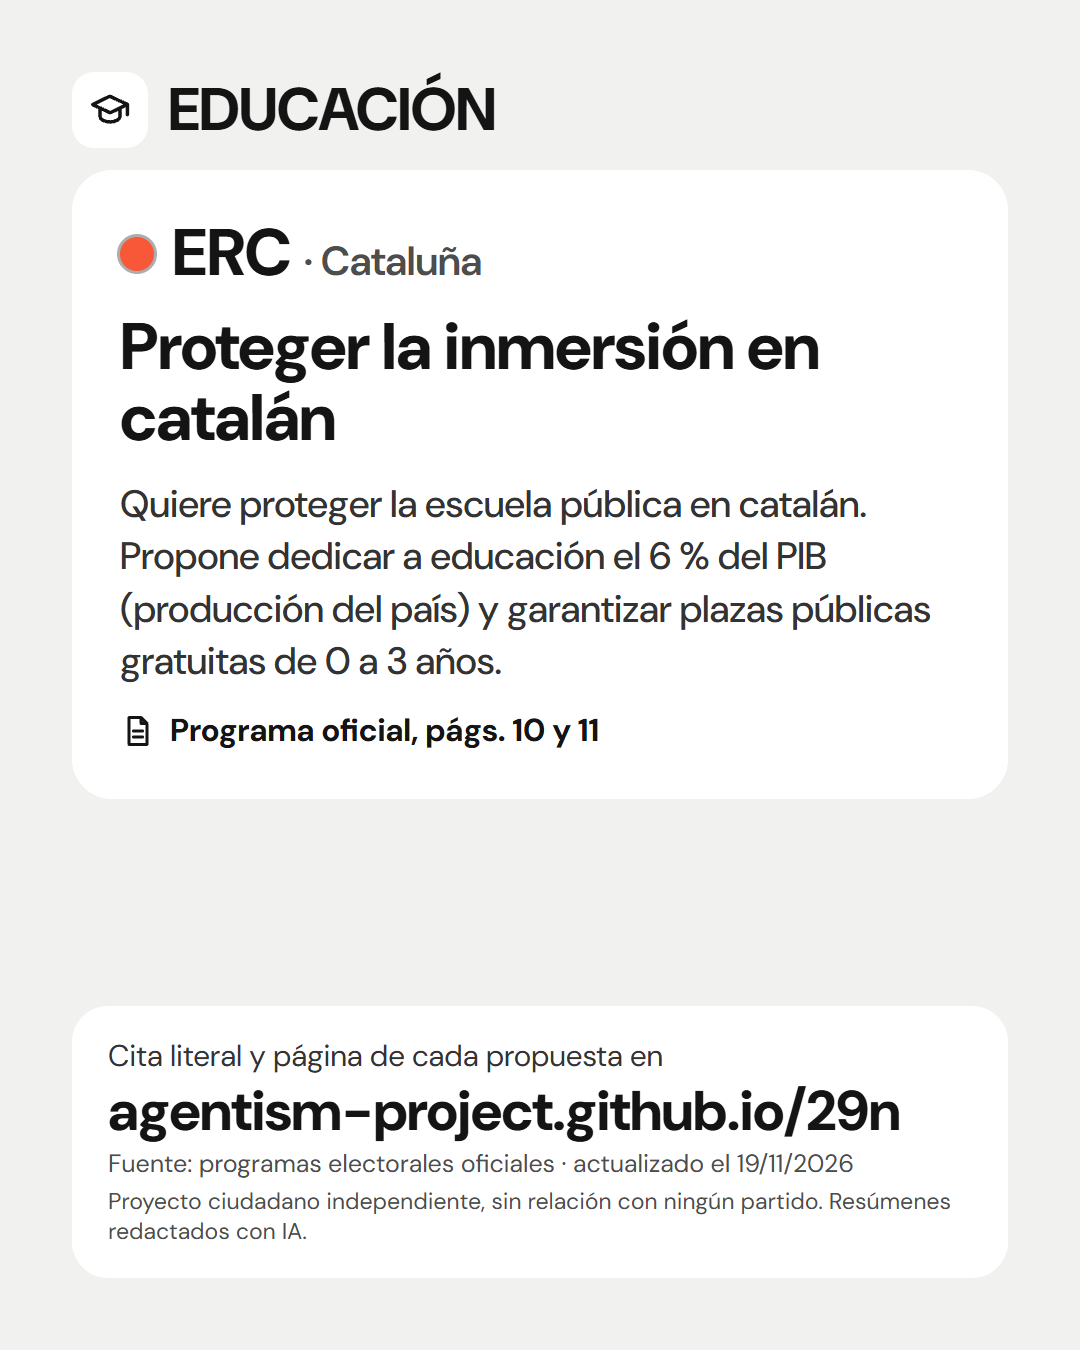 EDUCACIÓN
ERC · Cataluña
Proteger la inmersión en
catalán
Quiere proteger la escuela pública en catalán.
Propone dedicar a educación el 6 % del PIB
(producción del país) y garantizar plazas públicas
gratuitas de 0 a 3 años.
Programa oficial, págs. 10 y 11
Cita literal y página de cada propuesta en
agentism-project.github.io/29n
Fuente: programas electorales oficiales · actualizado el 19/11/2026
Proyecto ciudadano independiente, sin relación con ningún partido. Resúmenes
redactados con IA.